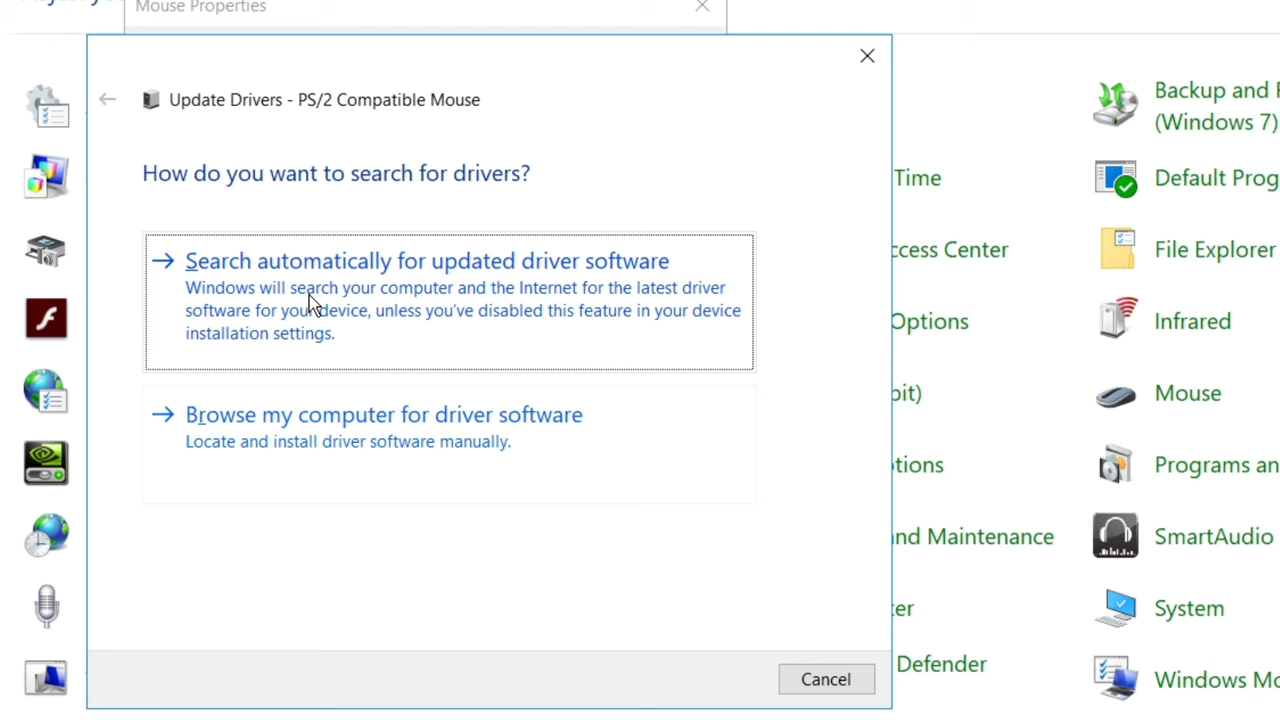 Mouse Properties
Update Drivers - PS/2 Compatible Mouse
How do you want to search for drivers?
Search automatically for updated driver software
Windows will search your computer and the Internet for the latest driver
software for your device, unless you've disabled this feature in your device
installation settings.
Browse my computer for driver software
Locate and install driver software manually.
Cancel
Time
ccess Center
Options
bit)
tions
nd Maintenance
er
Defender
Backup and R
(Windows 7)
Default Prog
File Explorer
Infrared
Mouse
Programs an
SmartAudio
System
Windows Mo